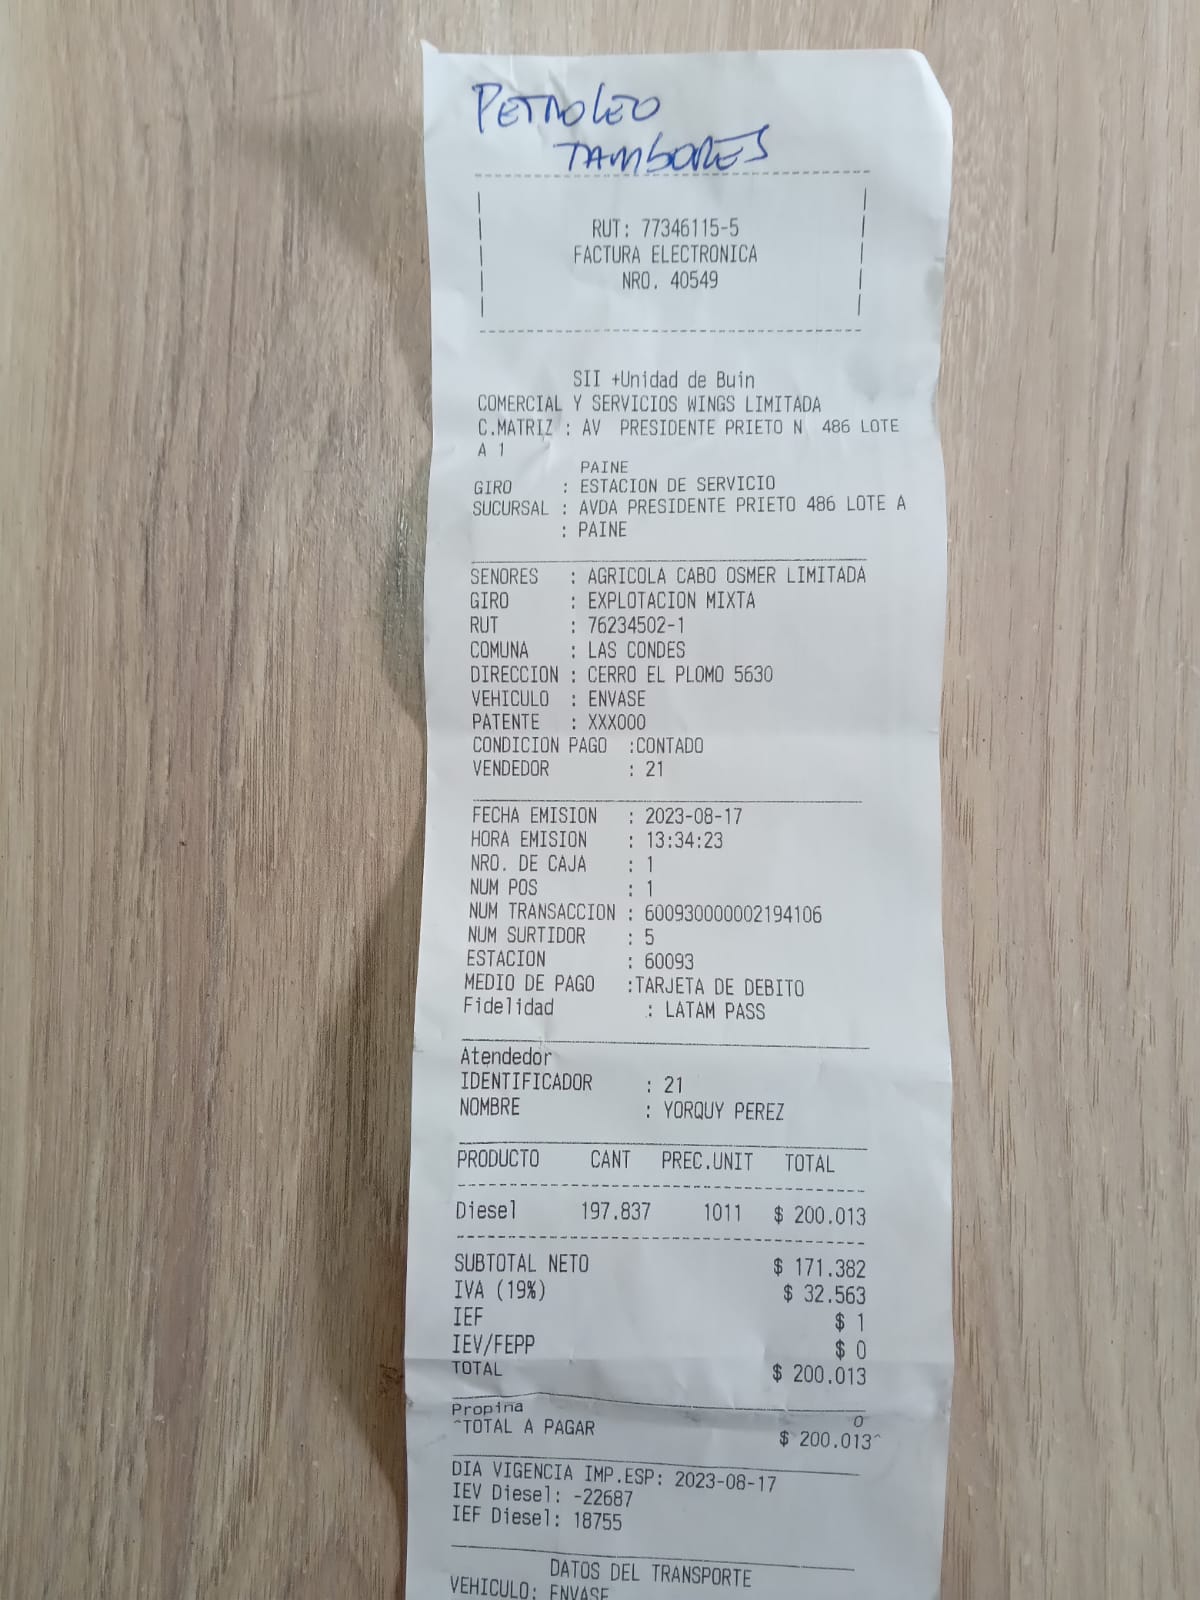 PETROLEO
TAMBORES
RUT: 77346115-5
FACTURA ELECTRONICA
NRO. 40549
SII +Unidad de Buin
COMERCIAL Y SERVICIOS WINGS LIMITADA
C.MATRIZ : AV PRESIDENTE PRIETO N 486 LOTE
A 1
PAINE
GIRO : ESTACION DE SERVICIO
SUCURSAL : AVDA PRESIDENTE PRIETO 486 LOTE A
: PAINE
SENORES : AGRICOLA CABO OSMER LIMITADA
GIRO : EXPLOTACION MIXTA
RUT : 76234502-1
COMUNA : LAS CONDES
DIRECCION : CERRO EL PLOMO 5630
VEHICULO : ENVASE
PATENTE : XXX000
CONDICION PAGO :CONTADO
VENDEDOR : 21
FECHA EMISION : 2023-08-17
HORA EMISION : 13:34:23
NRO. DE CAJA : 1
NUM POS : 1
NUM TRANSACCION : 600930000002194106
NUM SURTIDOR : 5
ESTACION : 60093
MEDIO DE PAGO :TARJETA DE DEBITO
Fidelidad : LATAM PASS
Atendedor
IDENTIFICADOR : 21
NOMBRE : YORQUY PEREZ
PRODUCTO CANT PREC.UNIT TOTAL
Diesel 197.837 1011 $ 200.013
SUBTOTAL NETO $ 171.382
IVA (19%) $ 32.563
IEF $ 1
IEV/FEPP $ 0
TOTAL $ 200.013
Propina 0
^TOTAL A PAGAR $ 200.013^
DIA VIGENCIA IMP.ESP: 2023-08-17
IEV Diesel: -22687
IEF Diesel: 18755
DATOS DEL TRANSPORTE
VEHICULO: ENVASE